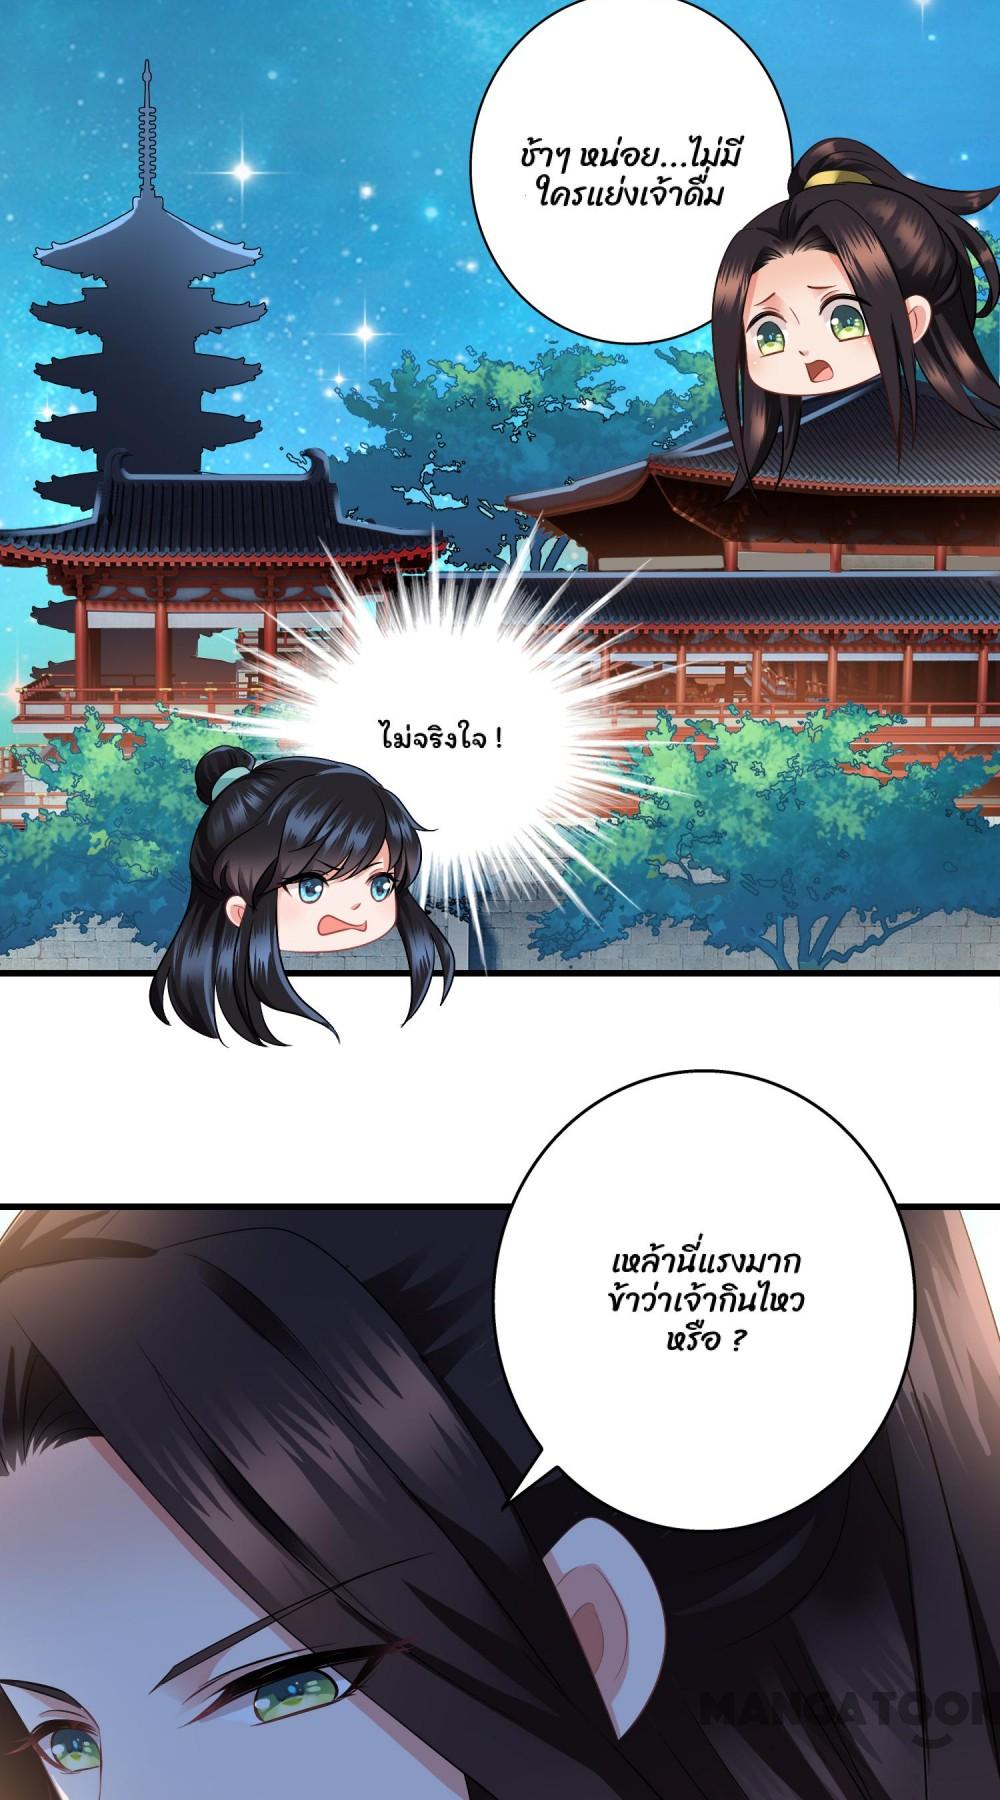 ช้าๆ หน่อย...ไม่มี
ใครแย่งเจ้าดื่ม
ไม่จริงใจ !
เหล้านี่แรงมาก
ข้าว่าเจ้ากินไหว
หรือ ?
MANGATOON